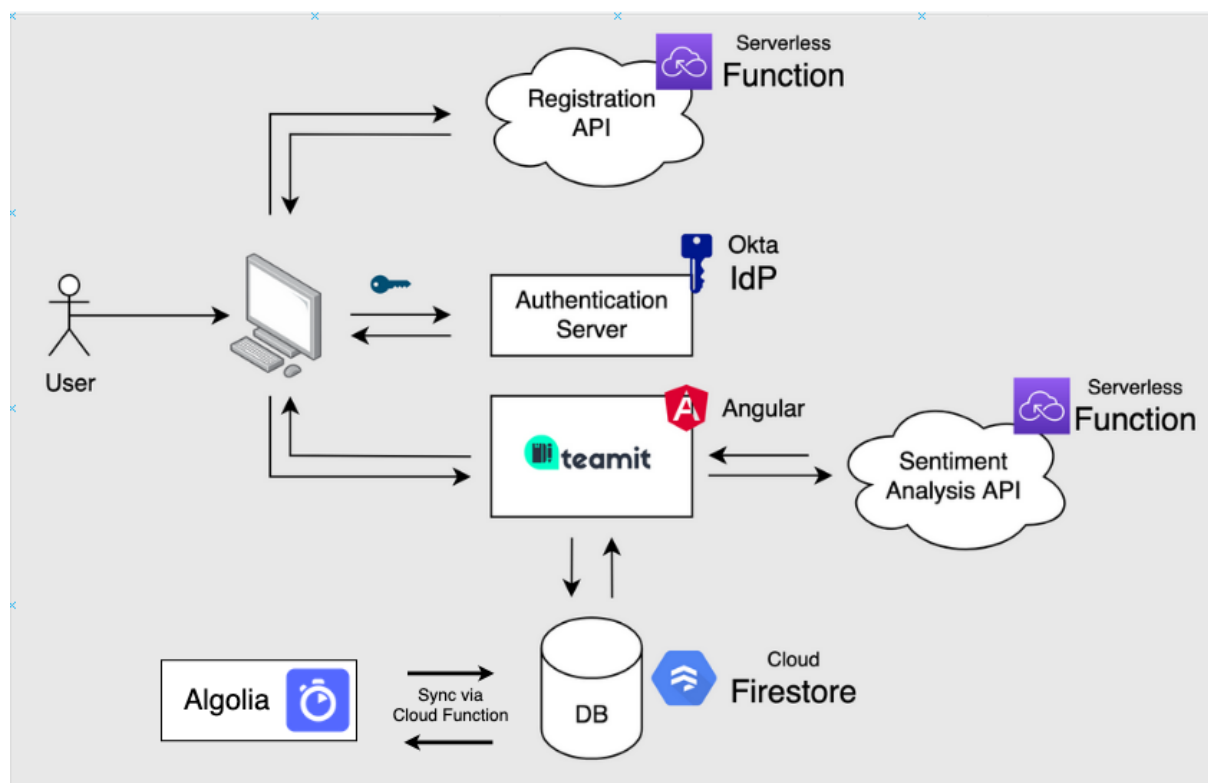 Serverless
Function
Registration
API
Okta
IdP
Authentication
Server
User
Angular
teamit
Serverless
Function
Sentiment
Analysis API
Cloud
Firestore
DB
Algolia
Sync via
Cloud Function